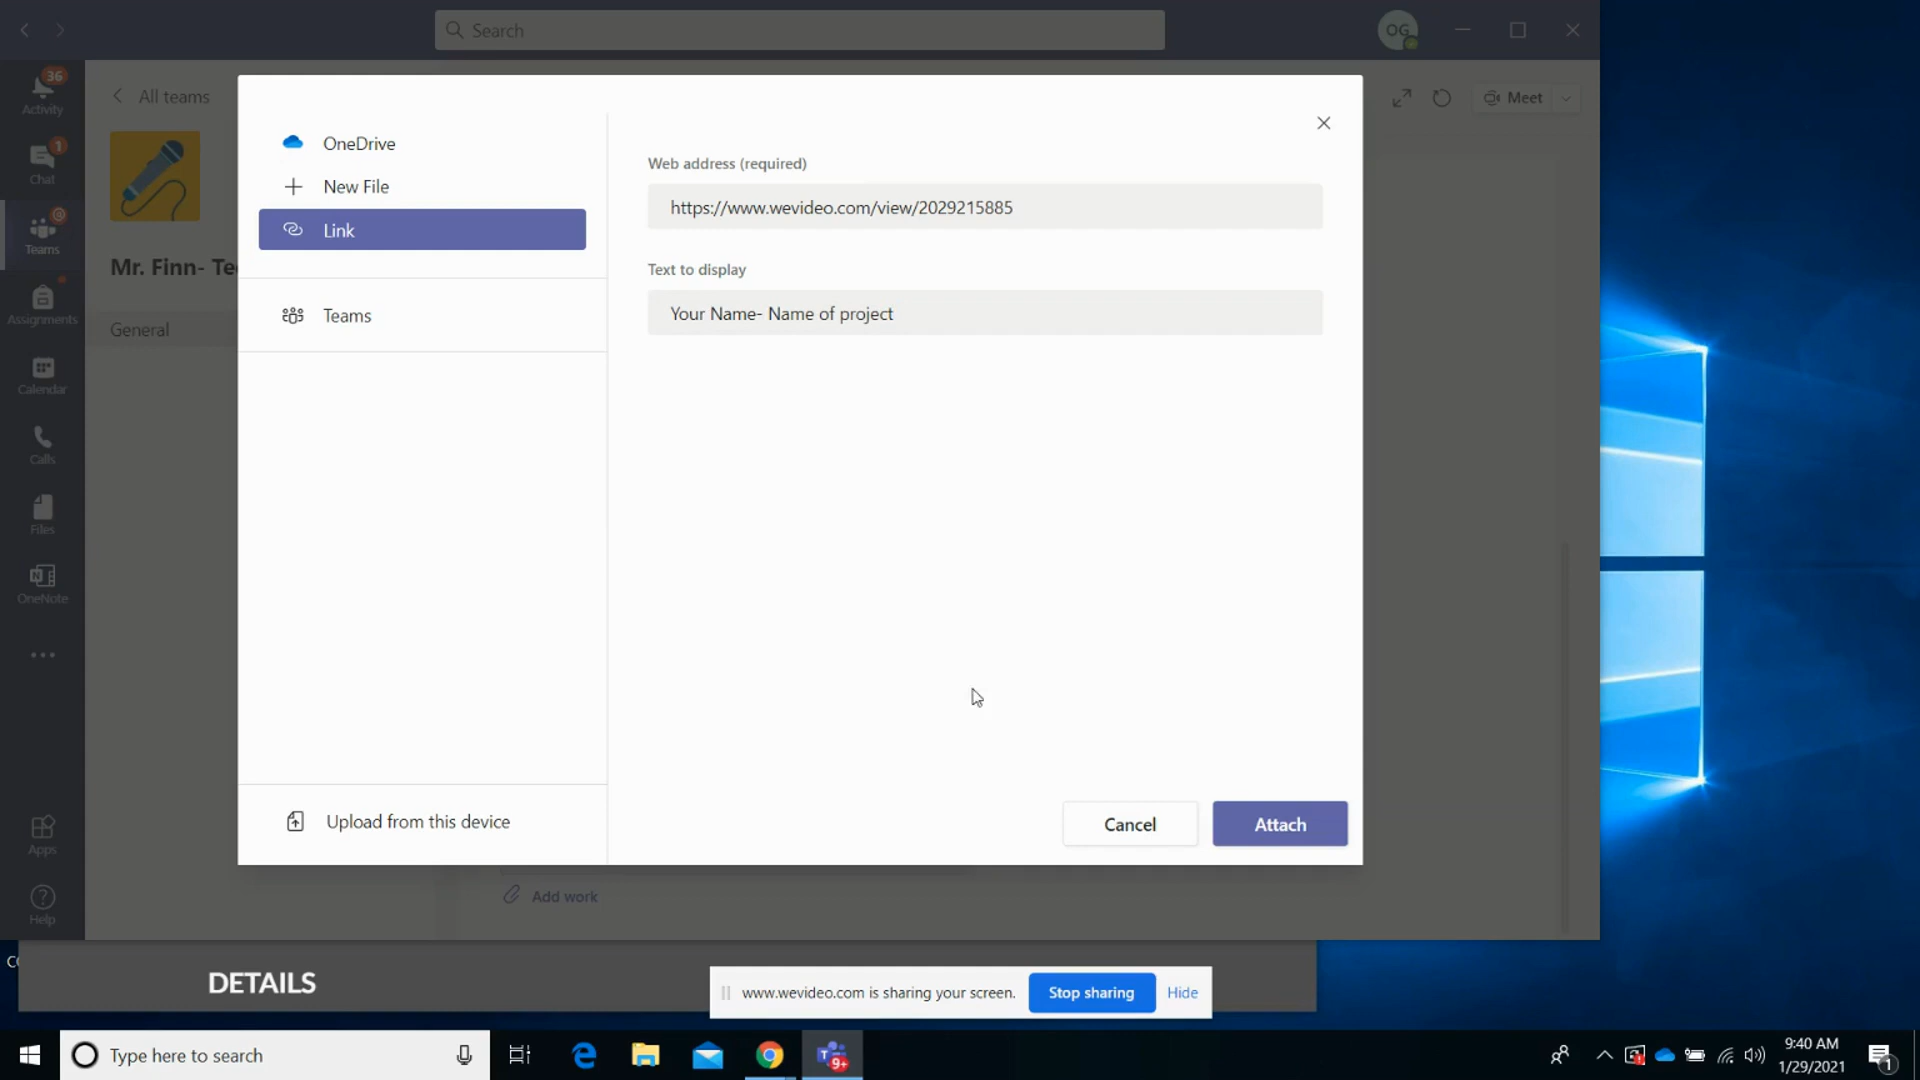 Search
OG
36
Activity
All teams
Meet
OneDrive
Web address (required)
1
Chat
New File
https://www.wevideo.com/view/2029215885
Link
Teams
Mr. Finn- Te
Text to display
Assignments
Teams
Your Name- Name of project
General
Calendar
Calls
Files
OneNote
Upload from this device
Cancel
Attach
Apps
Add work
Help
DETAILS
www.wevideo.com is sharing your screen.
Stop sharing
Hide
Type here to search
9+
9:40 AM
1/29/2021
1